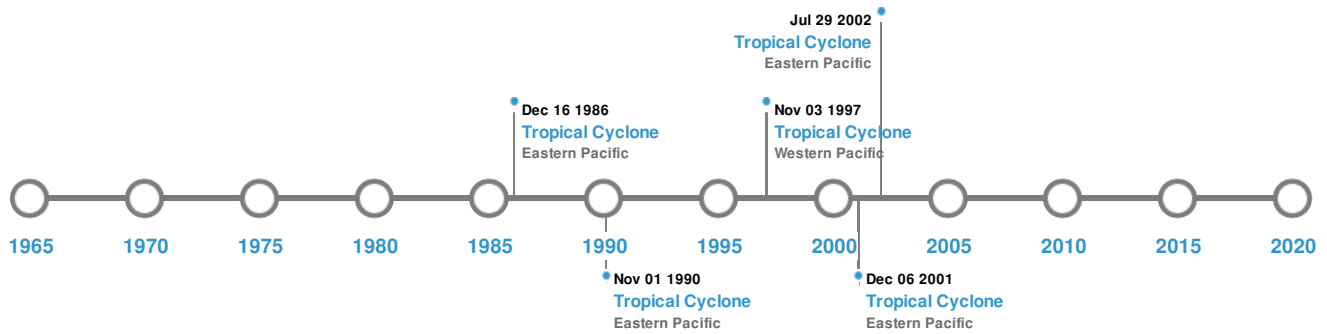 Jul 29 2002
Tropical Cyclone
Eastern Pacific
Dec 16 1986
Tropical Cyclone
Eastern Pacific
Nov 03 1997
Tropical Cyclone
Western Pacific
1965 1970 1975 1980 1985 1990 1995 2000 2005 2010 2015 2020
Nov 01 1990
Tropical Cyclone
Eastern Pacific
Dec 06 2001
Tropical Cyclone
Eastern Pacific